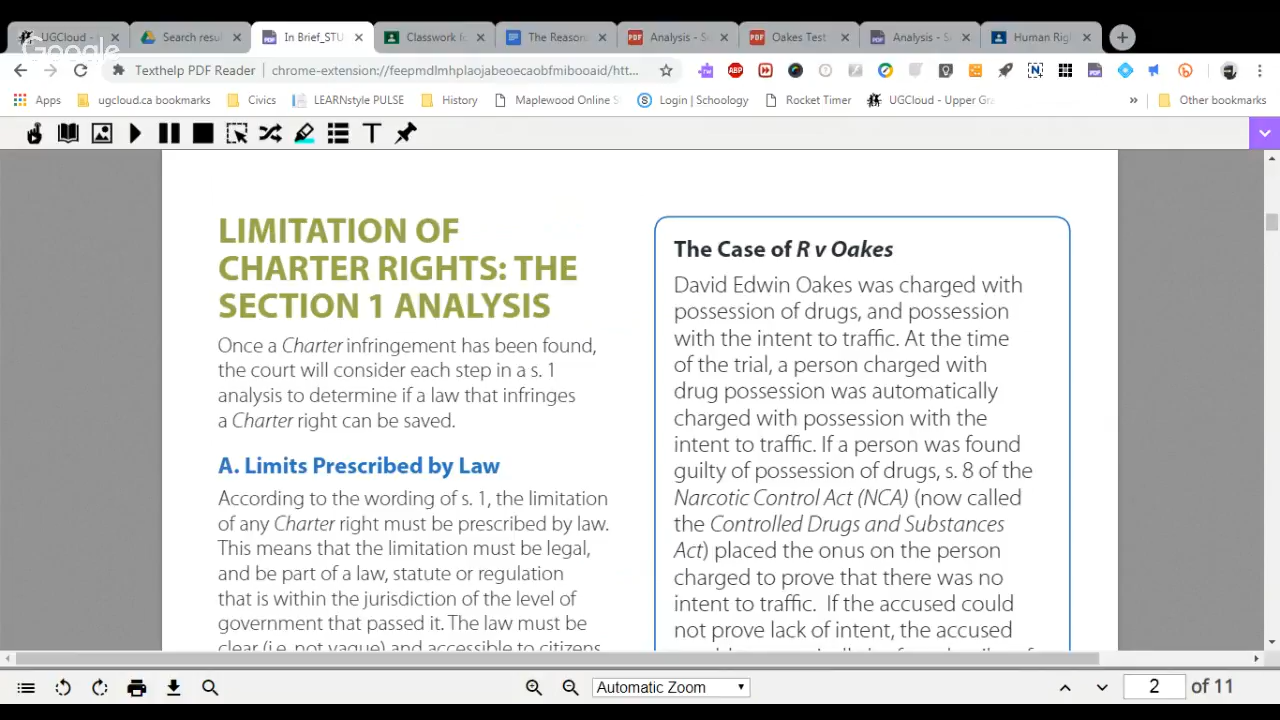 UGCloud -
Search resul
In Brief_STU
Classwork fo
The Reason
Analysis - S
Oakes Test
Analysis - S
Human Rig
Google
Texthelp PDF Reader
Apps
ugcloud.ca bookmarks
Civics
LEARNstyle PULSE
History
Maplewood Online S
Login | Schoology
Rocket Timer
UGCloud - Upper Gra
»
Other bookmarks
LIMITATION OF
CHARTER RIGHTS: THE
SECTION 1 ANALYSIS
Once a Charter infringement has been found,
the court will consider each step in a s. 1
analysis to determine if a law that infringes
a Charter right can be saved.
A. Limits Prescribed by Law
According to the wording of s. 1, the limitation
of any Charter right must be prescribed by law.
This means that the limitation must be legal,
and be part of a law, statute or regulation
that is within the jurisdiction of the level of
government that passed it. The law must be
clear (i.e. not vague) and accessible to citizens
The Case of R v Oakes
David Edwin Oakes was charged with
possession of drugs, and possession
with the intent to traffic. At the time
of the trial, a person charged with
drug possession was automatically
charged with possession with the
intent to traffic. If a person was found
guilty of possession of drugs, s. 8 of the
Narcotic Control Act (NCA) (now called
the Controlled Drugs and Substances
Act) placed the onus on the person
charged to prove that there was no
intent to traffic. If the accused could
not prove lack of intent, the accused
Automatic Zoom
2 of 11